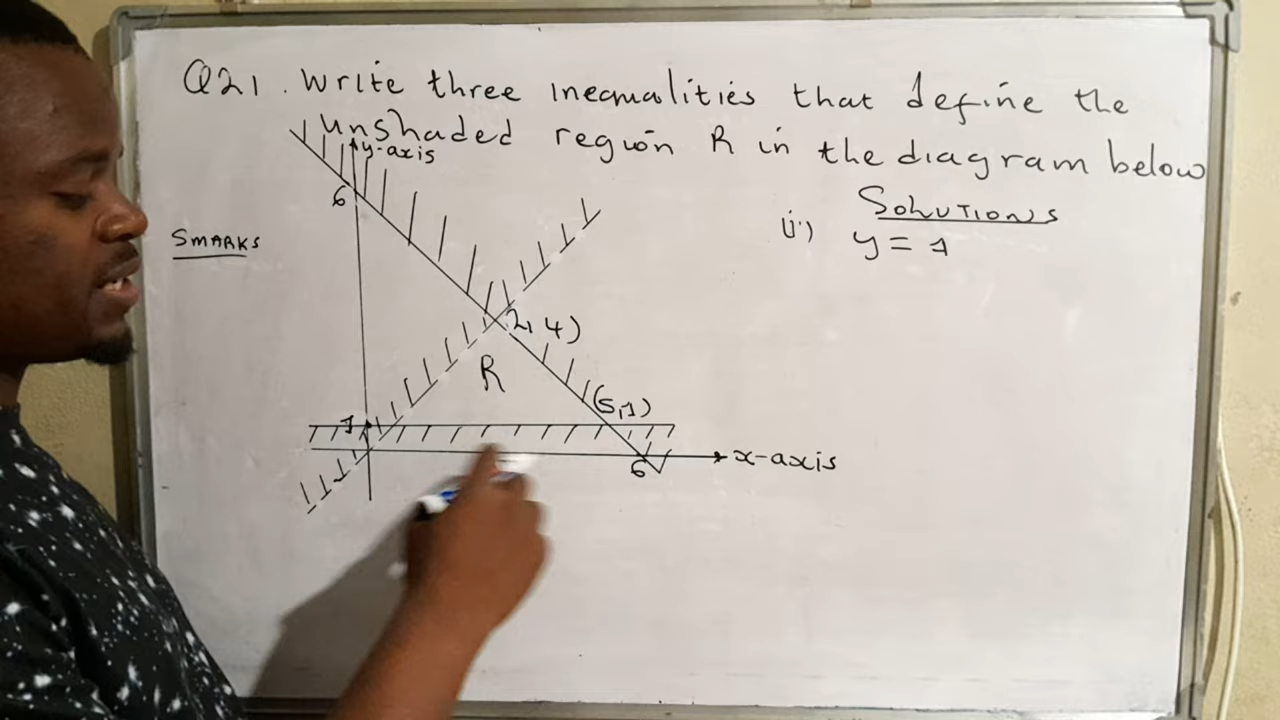 Q21. Write three inequalities that define the
unshaded region R in the diagram below
y-axis
SOLUTIONS
6
i)
y = 1
5MARKS
(2, 4)
R
(5,1)
1
x-axis
6